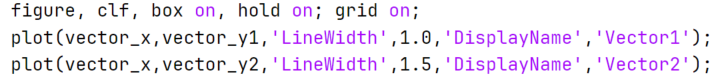 figure, clf, box on, hold on; grid on;
plot(vector_x,vector_y1,'LineWidth',1.0,'DisplayName','Vector1');
plot(vector_x,vector_y2,'LineWidth',1.5,'DisplayName','Vector2');